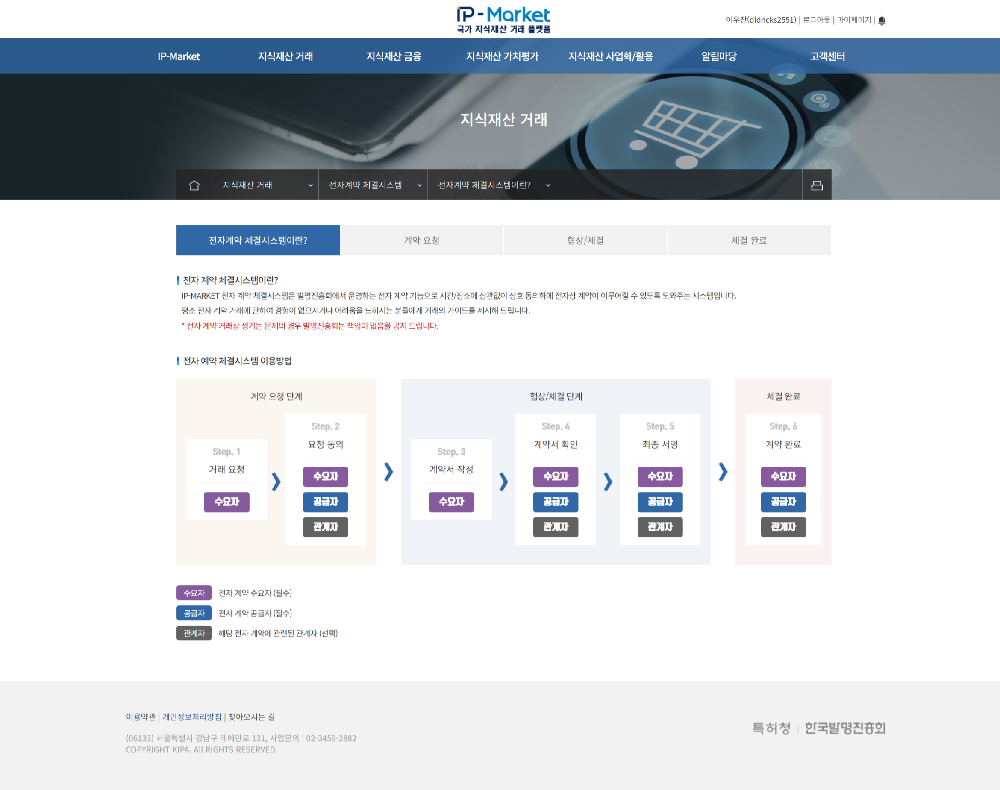 IP-Market
국가 지식재산 거래 플랫폼
이우찬(dldncks2551) | 로그아웃 | 마이페이지 |
IP-Market 지식재산 거래 지식재산 금융 지식재산 가치평가 지식재산 사업화/활용 알림마당 고객센터
지식재산 거래
지식재산 거래 전자계약 체결시스템 전자계약 체결시스템이란?
전자계약 체결시스템이란? 계약 요청 협상/체결 체결 완료
전자 계약 체결시스템이란?
IP-MARKET 전자 계약 체결시스템은 발명진흥회에서 운영하는 전자 계약 기능으로 시간/장소에 상관없이 상호 동의하에 전자상 계약이 이루어질 수 있도록 도와주는 시스템입니다.
평소 전자 계약 거래에 관하여 경험이 없으시거나 어려움을 느끼시는 분들에게 거래의 가이드를 제시해 드립니다.
* 전자 계약 거래상 생기는 문제의 경우 발명진흥회는 책임이 없음을 공지 드립니다.
전자 예약 체결시스템 이용방법
계약 요청 단계
Step. 1
거래 요청
수요자
Step. 2
요청 동의
수요자
공급자
관계자
협상/체결 단계
Step. 3
계약서 작성
수요자
Step. 4
계약서 확인
수요자
공급자
관계자
Step. 5
최종 서명
수요자
공급자
관계자
체결 완료
Step. 6
계약 완료
수요자
공급자
관계자
수요자 전자 계약 수요자 (필수)
공급자 전자 계약 공급자 (필수)
관계자 해당 전자 계약에 관련된 관계자 (선택)
이용약관 | 개인정보처리방침 | 찾아오시는 길
(06133) 서울특별시 강남구 테헤란로 131, 사업문의 : 02-3459-2882
COPYRIGHT KIPA. All RIGHTS RESERVED.
특허청 | 한국발명진흥회